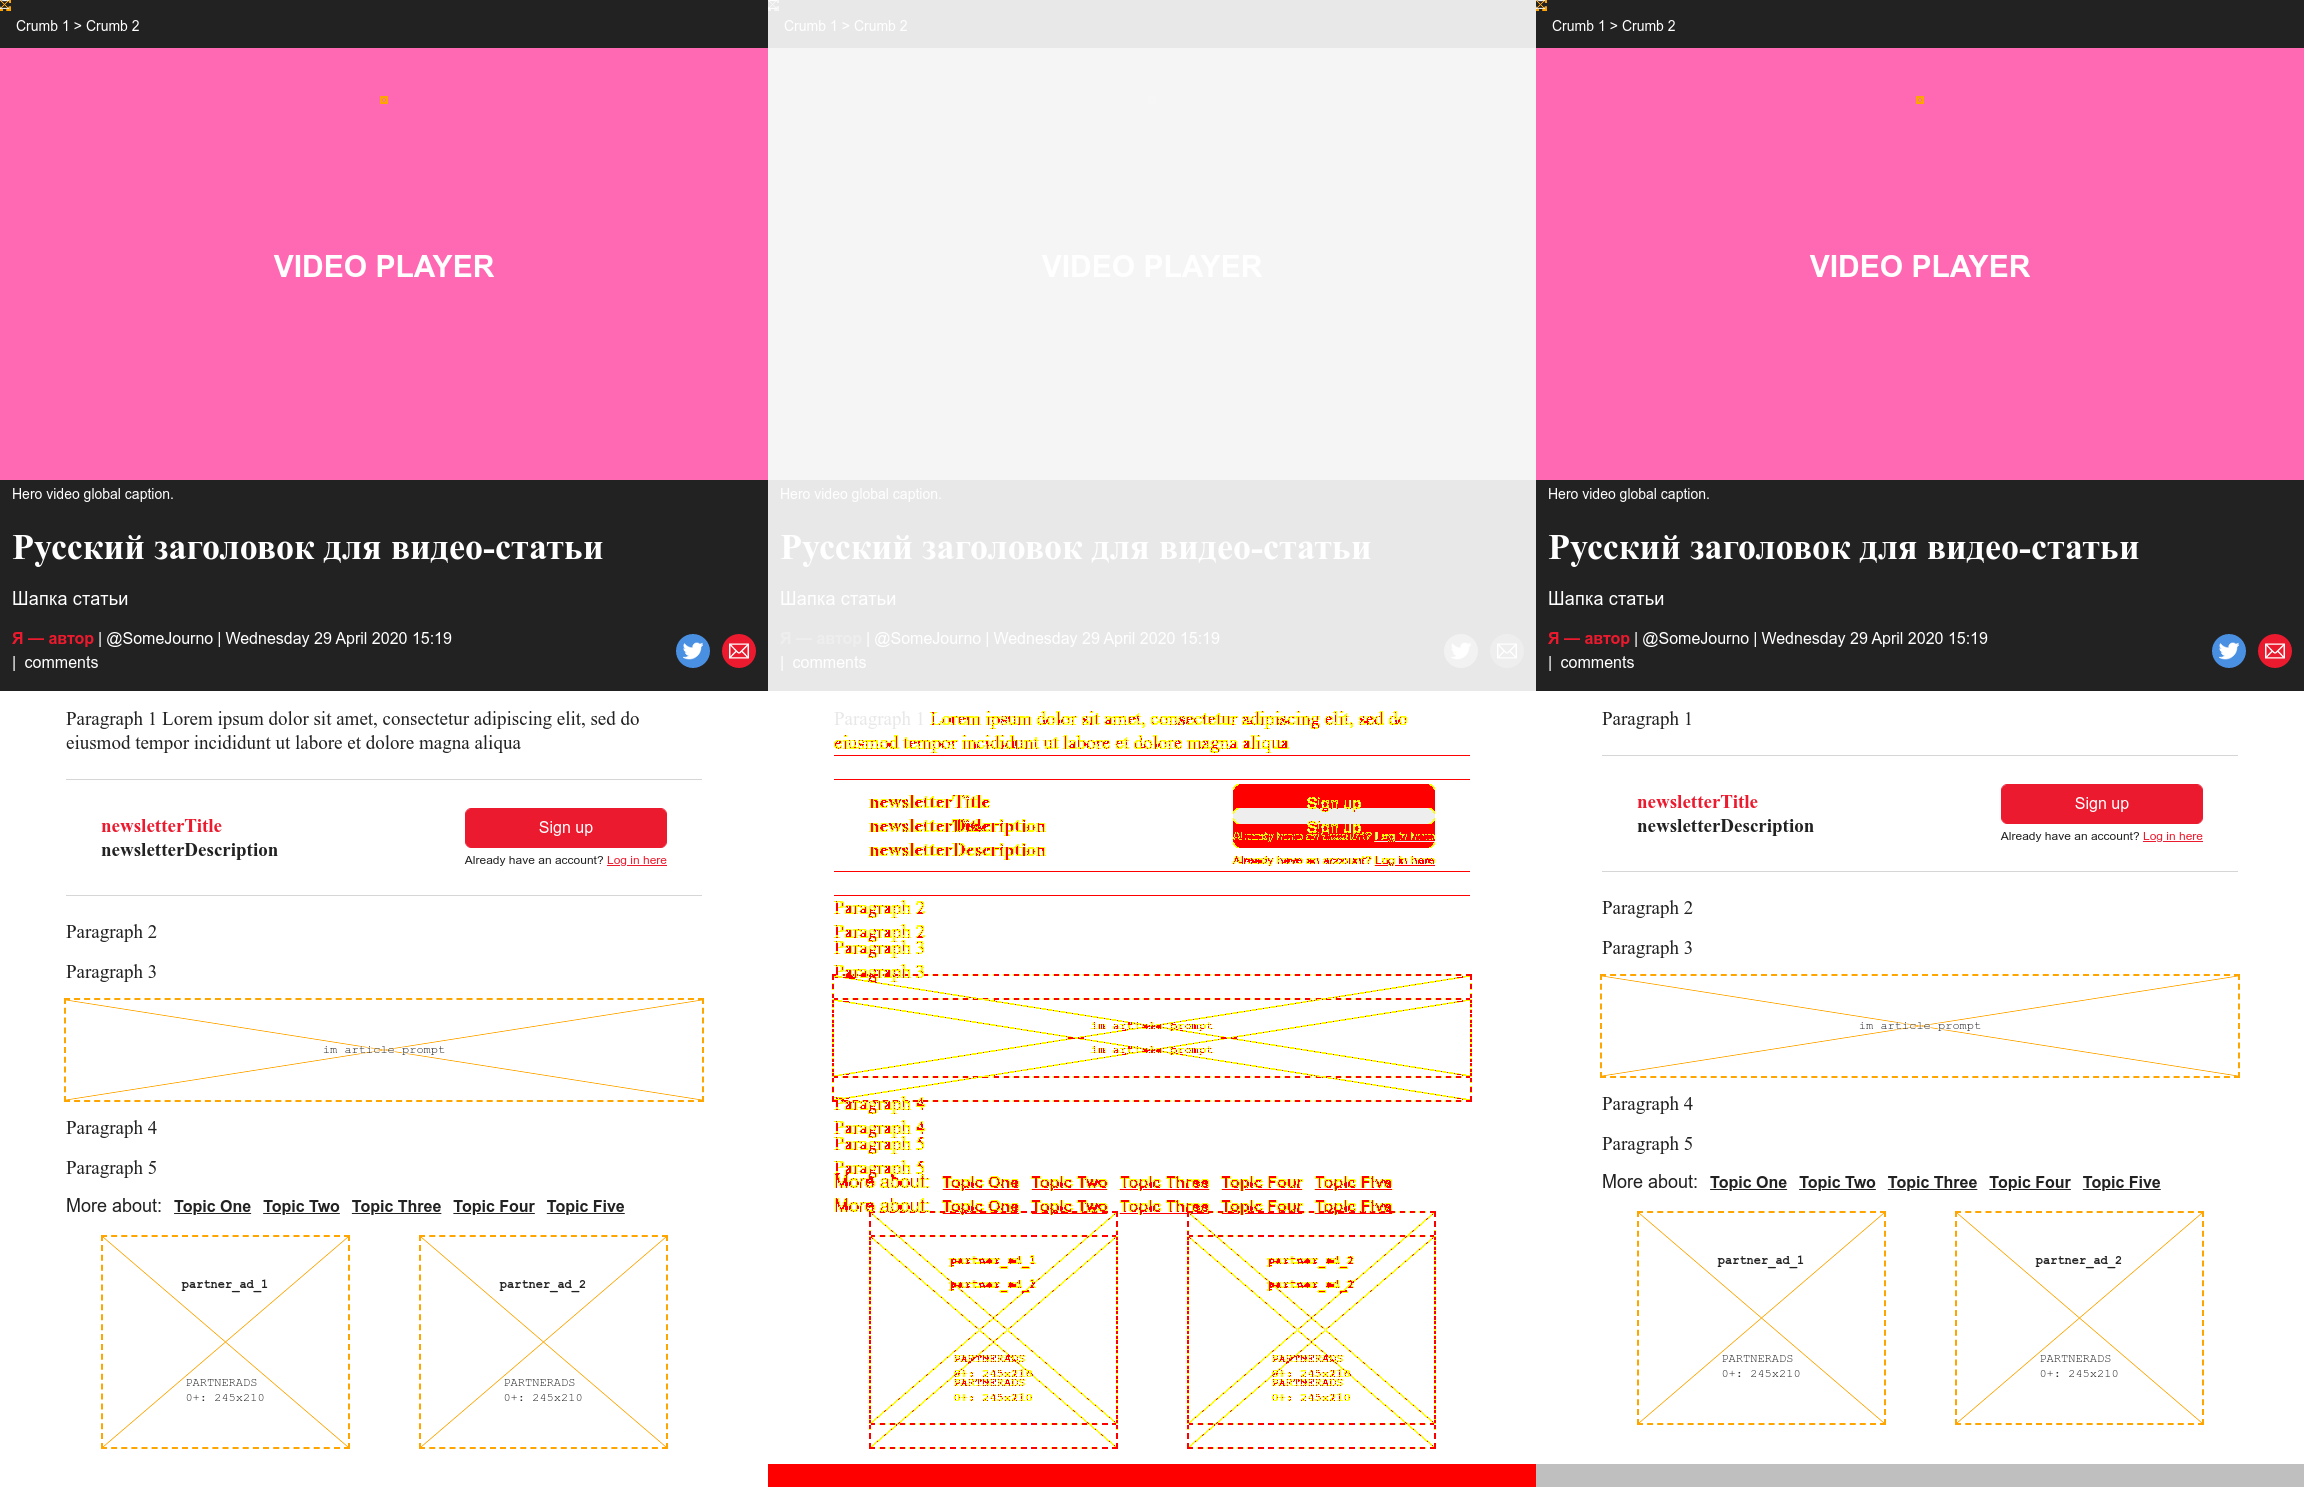 Crumb 1 > Crumb 2
VIDEO PLAYER
Hero video global caption.
Русский заголовок для видео-статьи
Шапка статьи
Я — автор | @SomeJourno | Wednesday 29 April 2020 15:19
| comments
Paragraph 1 Lorem ipsum dolor sit amet, consectetur adipiscing elit, sed do
eiusmod tempor incididunt ut labore et dolore magna aliqua
newsletterTitle
newsletterDescription
Sign up
Already have an account? Log in here
Paragraph 2
Paragraph 3
im article prompt
Paragraph 4
Paragraph 5
More about: Topic One Topic Two Topic Three Topic Four Topic Five
partner_ad_1
PARTNERADS
0+: 245x210
partner_ad_2
PARTNERADS
0+: 245x210
Crumb 1 > Crumb 2
VIDEO PLAYER
Hero video global caption.
Русский заголовок для видео-статьи
Шапка статьи
Я — автор | @SomeJourno | Wednesday 29 April 2020 15:19
| comments
Paragraph 1 Lorem ipsum dolor sit amet, consectetur adipiscing elit, sed do
eiusmod tempor incididunt ut labore et dolore magna aliqua
newsletterTitle
newsletterDescription
Sign up
Sign up
Already have an account? Log in here
Already have an account? Log in here
Paragraph 2
Paragraph 2
Paragraph 3
Paragraph 3
Paragraph 4
Paragraph 4
Paragraph 5
Paragraph 5
More about: Topic One Topic Two Topic Three Topic Four Topic Five
More about: Topic One Topic Two Topic Three Topic Four Topic Five
partner_ad_1
partner_ad_1
PARTNERADS
0+: 245x210
partner_ad_2
partner_ad_2
PARTNERADS
0+: 245x210
Crumb 1 > Crumb 2
VIDEO PLAYER
Hero video global caption.
Русский заголовок для видео-статьи
Шапка статьи
Я — автор | @SomeJourno | Wednesday 29 April 2020 15:19
| comments
Paragraph 1
newsletterTitle
newsletterDescription
Sign up
Already have an account? Log in here
Paragraph 2
Paragraph 3
im article prompt
Paragraph 4
Paragraph 5
More about: Topic One Topic Two Topic Three Topic Four Topic Five
partner_ad_1
PARTNERADS
0+: 245x210
partner_ad_2
PARTNERADS
0+: 245x210